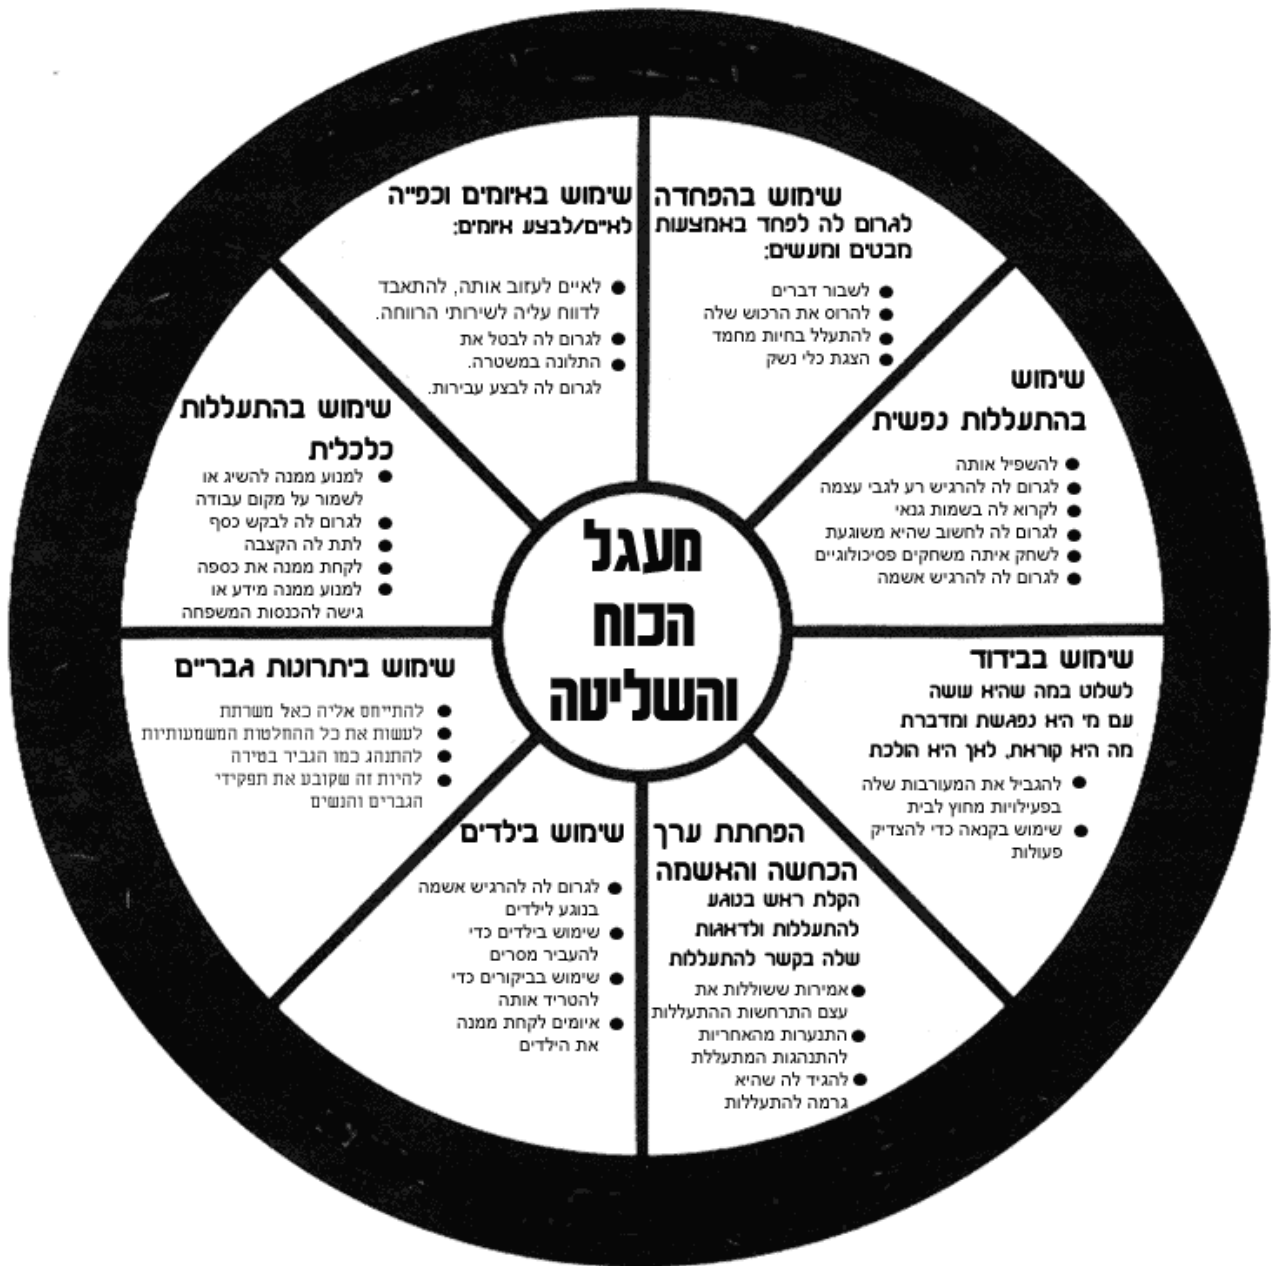 מעגל
הכוח
והשליטה
שימוש בהפחדה
לגרום לה לפחד באמצעות
מבטים ומעשים:
לשבור דברים
להרוס את הרכוש שלה
להתעלל בחיות מחמד
הצגת כלי נשק
שימוש
בהתעללות נפשית
להשפיל אותה
לגרום לה להרגיש רע לגבי עצמה
לקרוא לה בשמות גנאי
לגרום לה לחשוב שהיא משוגעת
לשחק איתה משחקים פסיכולוגיים
לגרום לה להרגיש אשמה
שימוש בבידוד
לשלוט במה שהיא עושה
עם מי היא נפגשת ומדברת
מה היא קוראת, לאן היא הולכת
להגביל את המעורבות שלה
בפעילויות מחוץ לבית
שימוש בקנאה כדי להצדיק
פעולות
הפחתת ערך
הכחשה והאשמה
הקלת ראש בנוגע
להתעללות ולדאגות
שלה בקשר להתעללות
אמירות ששוללות את
עצם התרחשות ההתעללות
התנערות מהאחריות
להתנהגות המתעללת
להגיד לה שהיא
גרמה להתעללות
שימוש בילדים
לגרום לה להרגיש אשמה
בנוגע לילדים
שימוש בילדים כדי
להעביר מסרים
שימוש בביקורים כדי
להטריד אותה
איומים לקחת ממנה
את הילדים
שימוש ביתרונות גבריים
להתייחס אליה כאל משרתת
לעשות את כל ההחלטות המשמעותיות
להתנהג כמו הגביר בטירה
להיות זה שקובע את תפקידי
הגברים והנשים
שימוש בהתעללות
כלכלית
למנוע ממנה להשיג או
לשמור על מקום עבודה
לגרום לה לבקש כסף
לתת לה הקצבה
לקחת ממנה את כספה
למנוע ממנה מידע או
גישה להכנסות המשפחה
שימוש באיומים וכפייה
לאיים/לבצע איומים:
לאיים לעזוב אותה, להתאבד
לדווח עליה לשירותי הרווחה.
לגרום לה לבטל את
התלונה במשטרה.
לגרום לה לבצע עבירות.